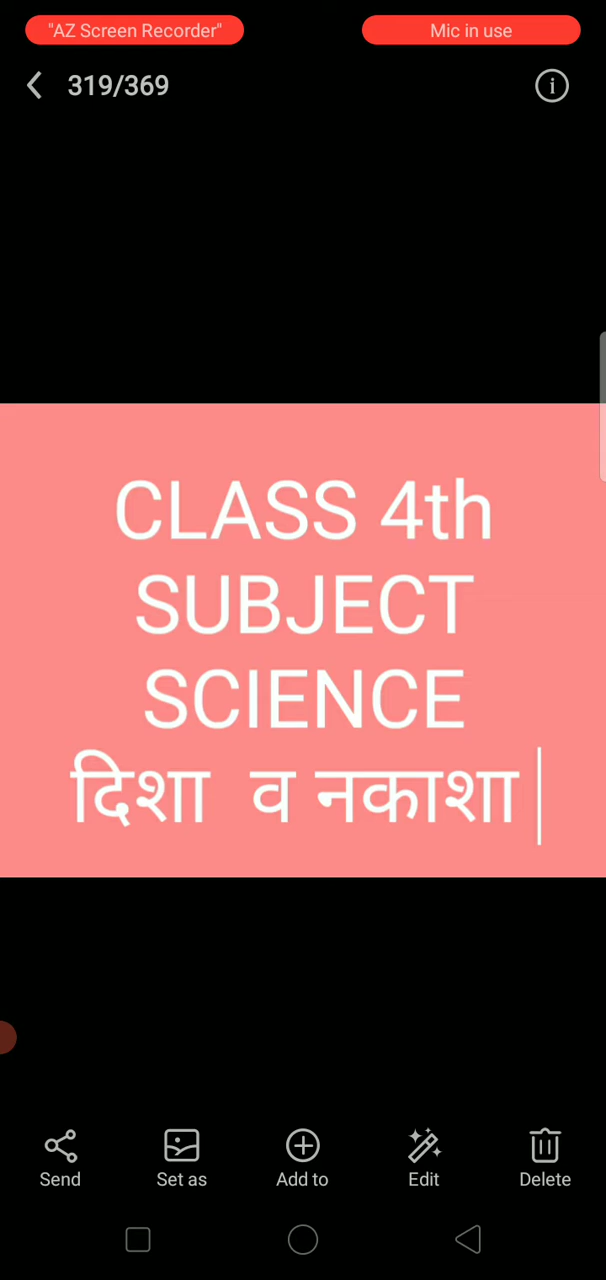 "AZ Screen Recorder" Mic in use
319/369
CLASS 4th
SUBJECT
SCIENCE
दिशा व नकाशा
Send Set as Add to Edit Delete